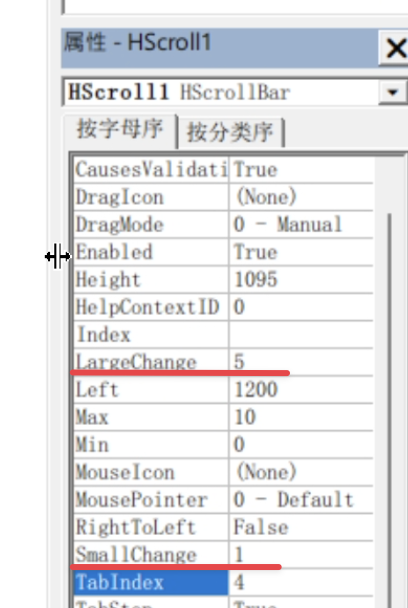 属性 - HScroll1
HScroll1 HScrollBar
按字母序 按分类序
CausesValidati True
DragIcon (None)
DragMode 0 - Manual
Enabled True
Height 1095
HelpContextID 0
Index
LargeChange 5
Left 1200
Max 10
Min 0
MouseIcon (None)
MousePointer 0 - Default
RightToLeft False
SmallChange 1
TabIndex 4
TabStop True